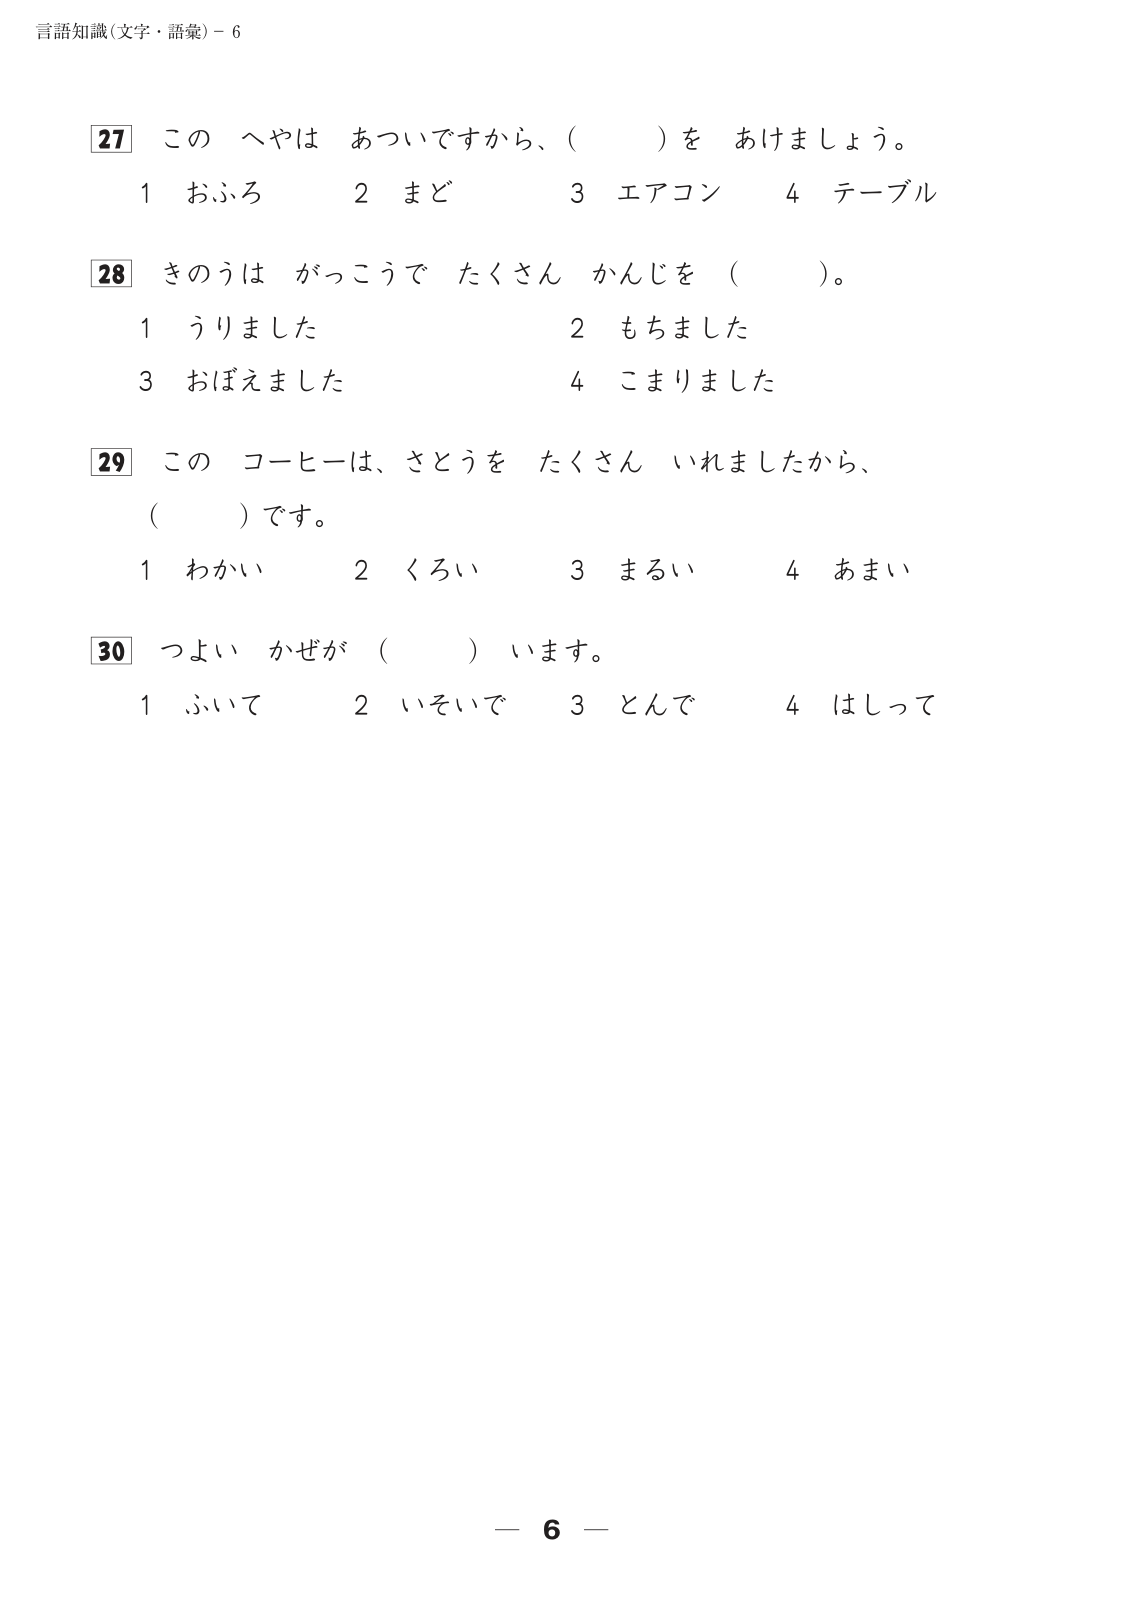 言語知識(文字・語彙)－6
27 この へやは あついですから、（ ）を あけましょう。
1 おふろ 2 まど 3 エアコン 4 テーブル
28 きのうは がっこうで たくさん かんじを （ ）。
1 うりました 2 もちました
3 おぼえました 4 こまりました
29 この コーヒーは、さとうを たくさん いれましたから、
（ ）です。
1 わかい 2 くろい 3 まるい 4 あまい
30 つよい かぜが （ ） います。
1 ふいて 2 いそいで 3 とんで 4 はしって
— 6 —